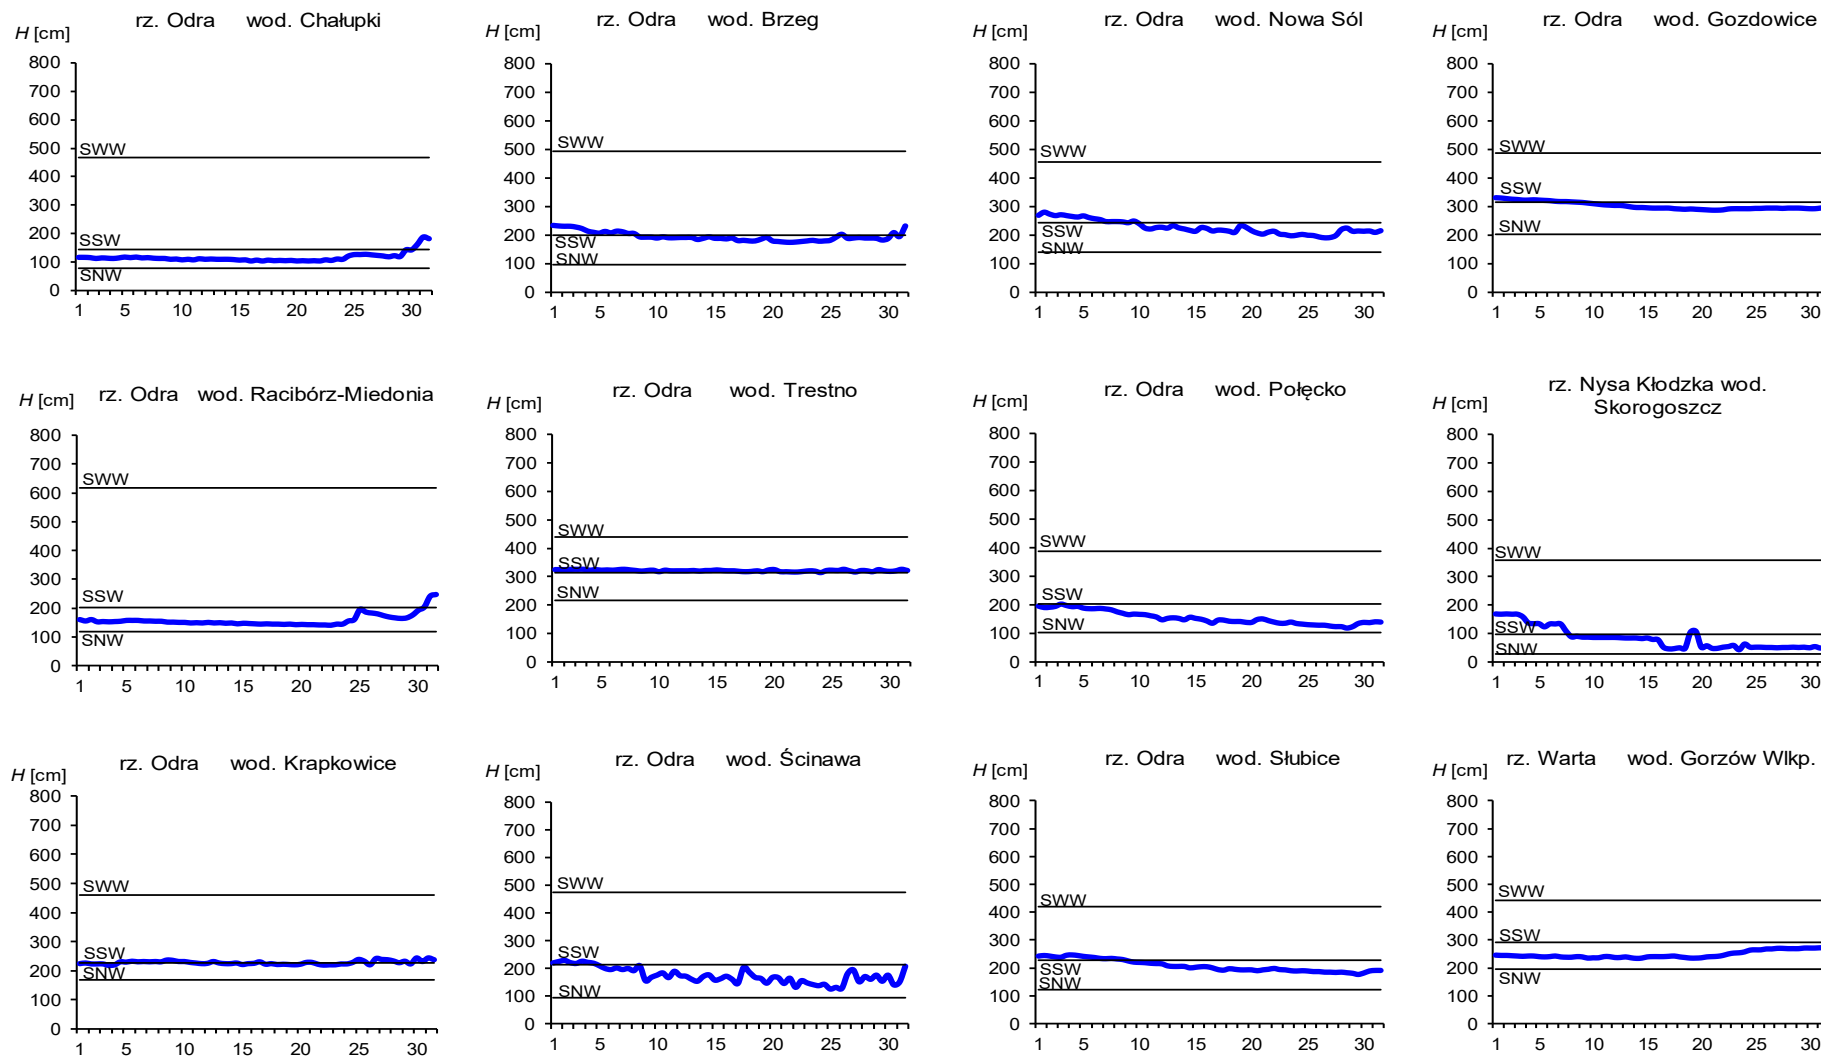 rz. Odra wod. Chałupki
H [cm]
800
700
600
500
400
300
200
100
0
SWW
SSW
SNW
1 5 10 15 20 25 30
rz. Odra wod. Brzeg
H [cm]
800
700
600
500
400
300
200
100
0
SWW
SSW
SNW
1 5 10 15 20 25 30
rz. Odra wod. Nowa Sól
H [cm]
800
700
600
500
400
300
200
100
0
SWW
SSW
SNW
1 5 10 15 20 25 30
rz. Odra wod. Gozdowice
H [cm]
800
700
600
500
400
300
200
100
0
SWW
SSW
SNW
1 5 10 15 20 25 30
rz. Odra wod. Racibórz-Miedonia
H [cm]
800
700
600
500
400
300
200
100
0
SWW
SSW
SNW
1 5 10 15 20 25 30
rz. Odra wod. Trestno
H [cm]
800
700
600
500
400
300
200
100
0
SWW
SSW
SNW
1 5 10 15 20 25 30
rz. Odra wod. Połęcko
H [cm]
800
700
600
500
400
300
200
100
0
SWW
SSW
SNW
1 5 10 15 20 25 30
rz. Nysa Kłodzka wod.
Skorogoszcz
H [cm]
800
700
600
500
400
300
200
100
0
SWW
SSW
SNW
1 5 10 15 20 25 30
rz. Odra wod. Krapkowice
H [cm]
800
700
600
500
400
300
200
100
0
SWW
SSW
SNW
1 5 10 15 20 25 30
rz. Odra wod. Ścinawa
H [cm]
800
700
600
500
400
300
200
100
0
SWW
SSW
SNW
1 5 10 15 20 25 30
rz. Odra wod. Słubice
H [cm]
800
700
600
500
400
300
200
100
0
SWW
SSW
SNW
1 5 10 15 20 25 30
rz. Warta wod. Gorzów Wlkp.
H [cm]
800
700
600
500
400
300
200
100
0
SWW
SSW
SNW
1 5 10 15 20 25 30